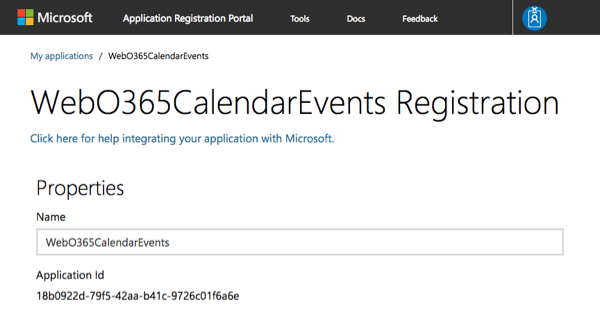 Microsoft Application Registration Portal Tools Docs Feedback
My applications / WebO365CalendarEvents
WebO365CalendarEvents Registration
Click here for help integrating your application with Microsoft.
Properties
Name
WebO365CalendarEvents
Application Id
18b0922d-79f5-42aa-b41c-9726c01f6a6e